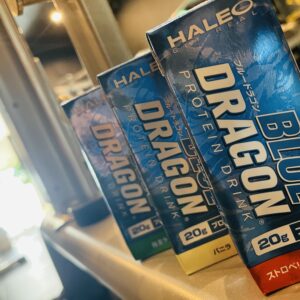 HALEO
BLUE
DRAGON
ブルードラゴン
PROTEIN DRINK
20g
ストロベリ
HALEO
DRAGON
PROTEIN DRINK
20g
バニラ
HALE
DRAGON
PROTEIN DRINK
20g